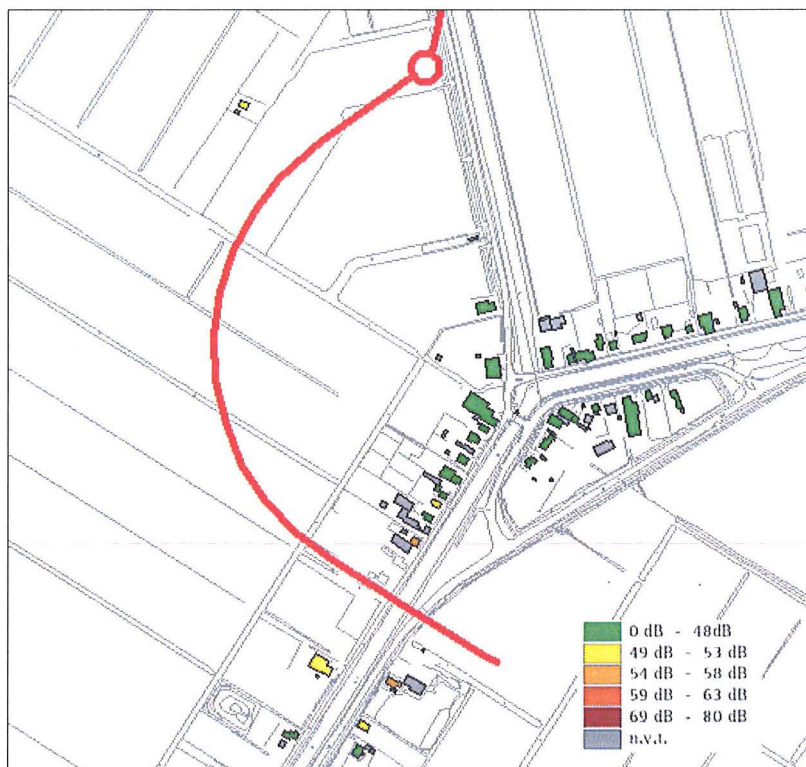 0 dB - 48dB
49 dB - 53 dB
54 dB - 58 dB
59 dB - 63 dB
69 dB - 80 dB
n.v.t.